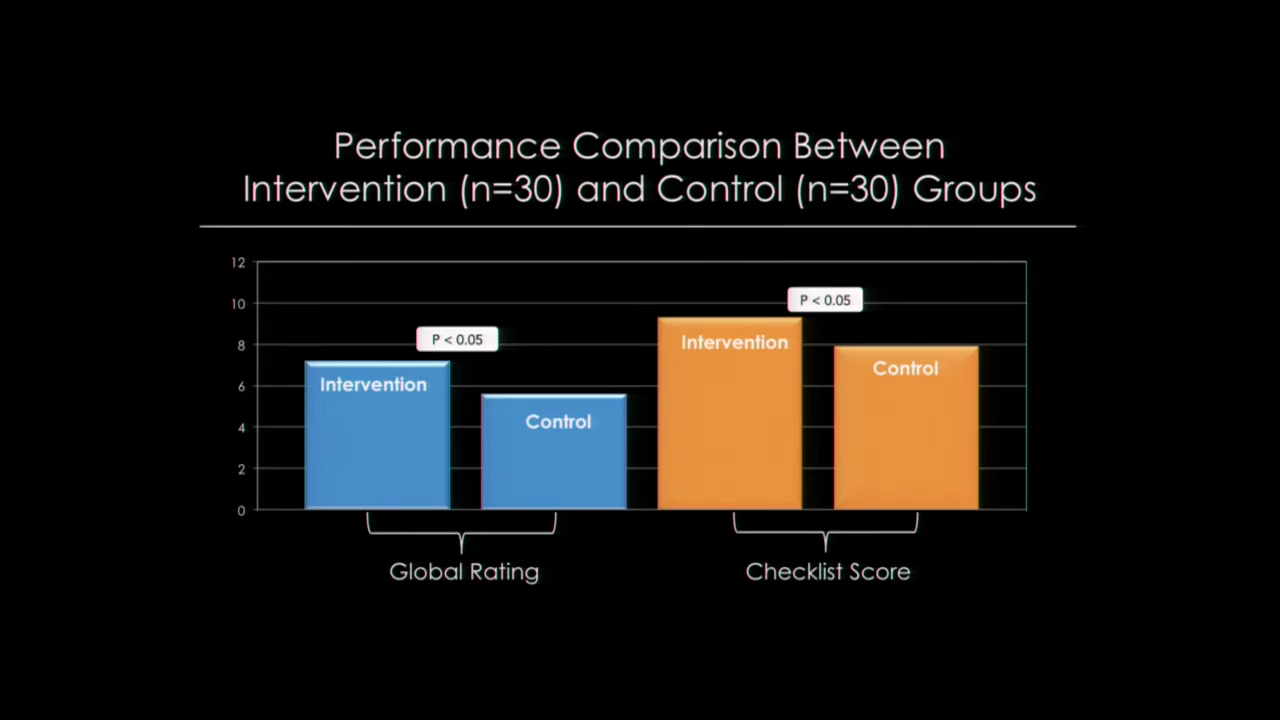 Performance Comparison Between
Intervention (n=30) and Control (n=30) Groups
12
10
8
6
4
2
0
P < 0.05
P < 0.05
Intervention
Control
Intervention
Control
Global Rating
Checklist Score